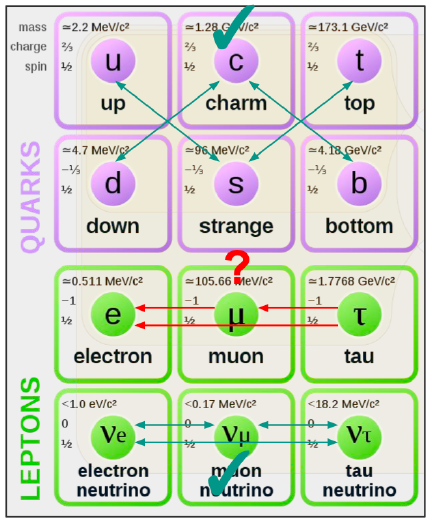 mass
charge
spin
≃2.2 MeV/c²
⅔
½
u
up
≃1.28 GeV/c²
⅔
½
c
charm
≃173.1 GeV/c²
⅔
½
t
top
QUARKS
≃4.7 MeV/c²
−⅓
½
d
down
≃96 MeV/c²
−⅓
½
s
strange
≃4.18 GeV/c²
−⅓
½
b
bottom
?
LEPTONS
≃0.511 MeV/c²
−1
½
e
electron
≃105.66 MeV/c²
−1
½
μ
muon
≃1.7768 GeV/c²
−1
½
τ
tau
<1.0 eV/c²
0
½
νe
electron
neutrino
<0.17 MeV/c²
0
½
νμ
muon
neutrino
<18.2 MeV/c²
0
½
ντ
tau
neutrino